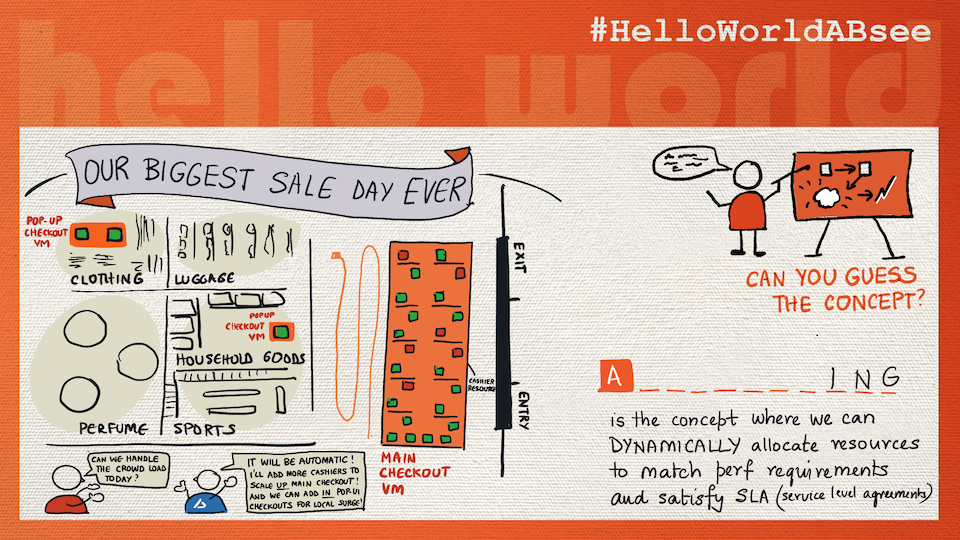 hello world
#HelloWorldABsee
OUR BIGGEST SALE DAY EVER
POP-UP
CHECKOUT
VM
CLOTHING
LUGGAGE
POPUP
CHECKOUT
VM
HOUSEHOLD GOODS
PERFUME
SPORTS
EXIT
CASHIER
RESOURCE
ENTRY
MAIN
CHECKOUT
VM
CAN WE HANDLE
THE CROWD LOAD
TODAY?
IT WILL BE AUTOMATIC!
I'LL ADD MORE CASHIERS TO
SCALE UP MAIN CHECKOUT!
AND WE CAN ADD IN POP-UP
CHECKOUTS FOR LOCAL SURGE!
CAN YOU GUESS
THE CONCEPT?
A _ _ _ _ _ _ _ I N G
is the concept where we can
DYNAMICALLY allocate resources
to match perf requirements
and satisfy SLA (service level agreements)